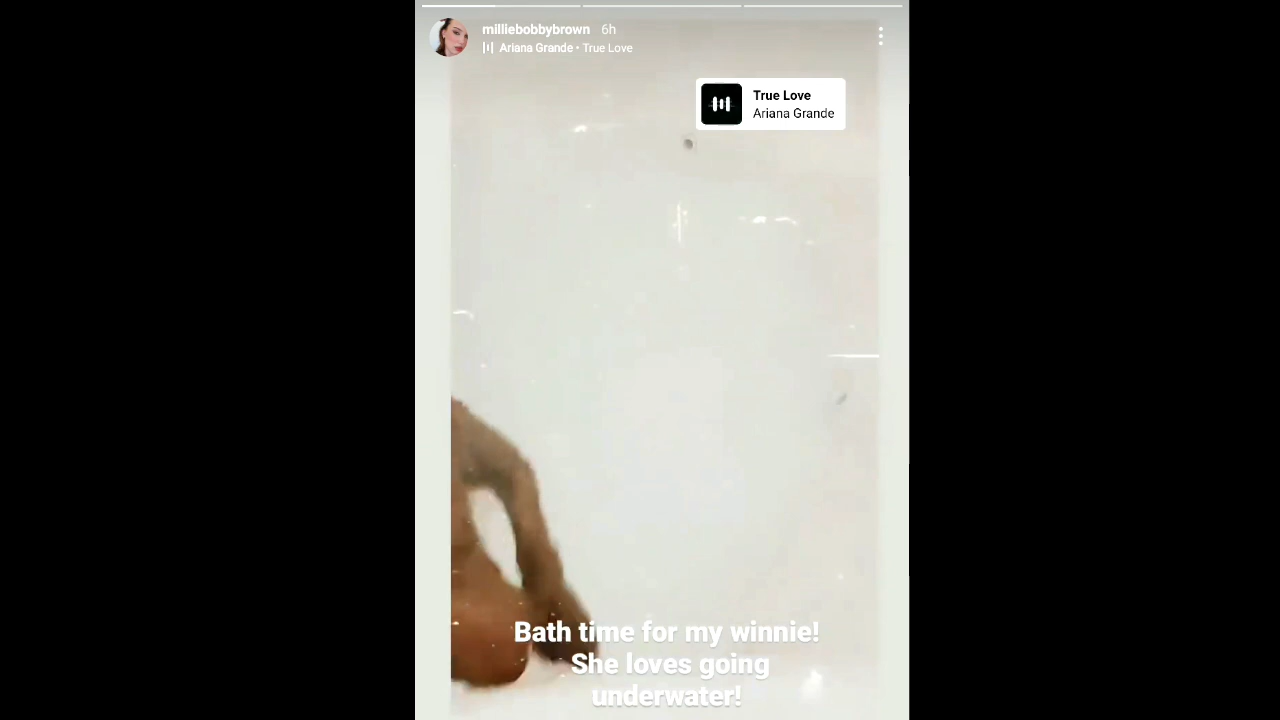 milliebobbybrown 6h
Ariana Grande • True Love
True Love
Ariana Grande
Bath time for my winnie!
She loves going
underwater!